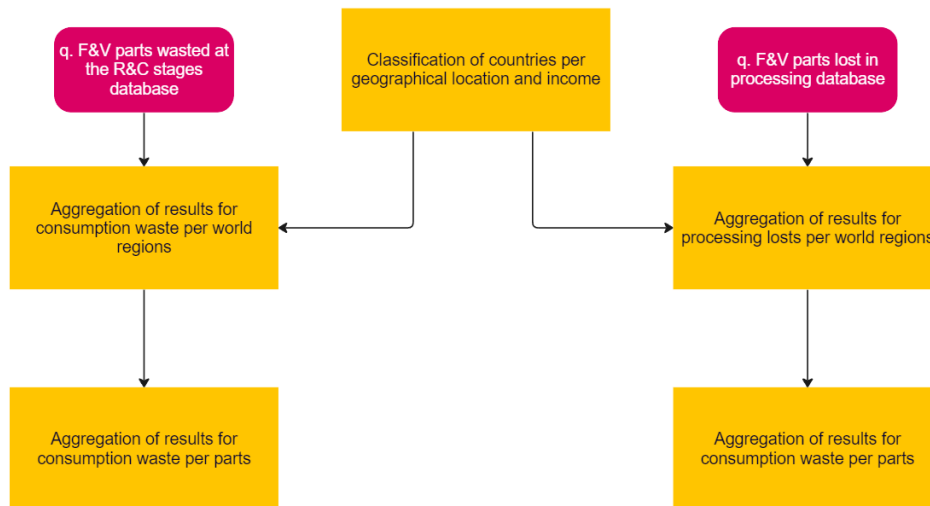 q. F&V parts wasted at
the R&C stages
database
Classification of countries per
geographical location and income
q. F&V parts lost in
processing database
Aggregation of results for
consumption waste per world
regions
Aggregation of results for
processing losts per world regions
Aggregation of results for
consumption waste per parts
Aggregation of results for
consumption waste per parts